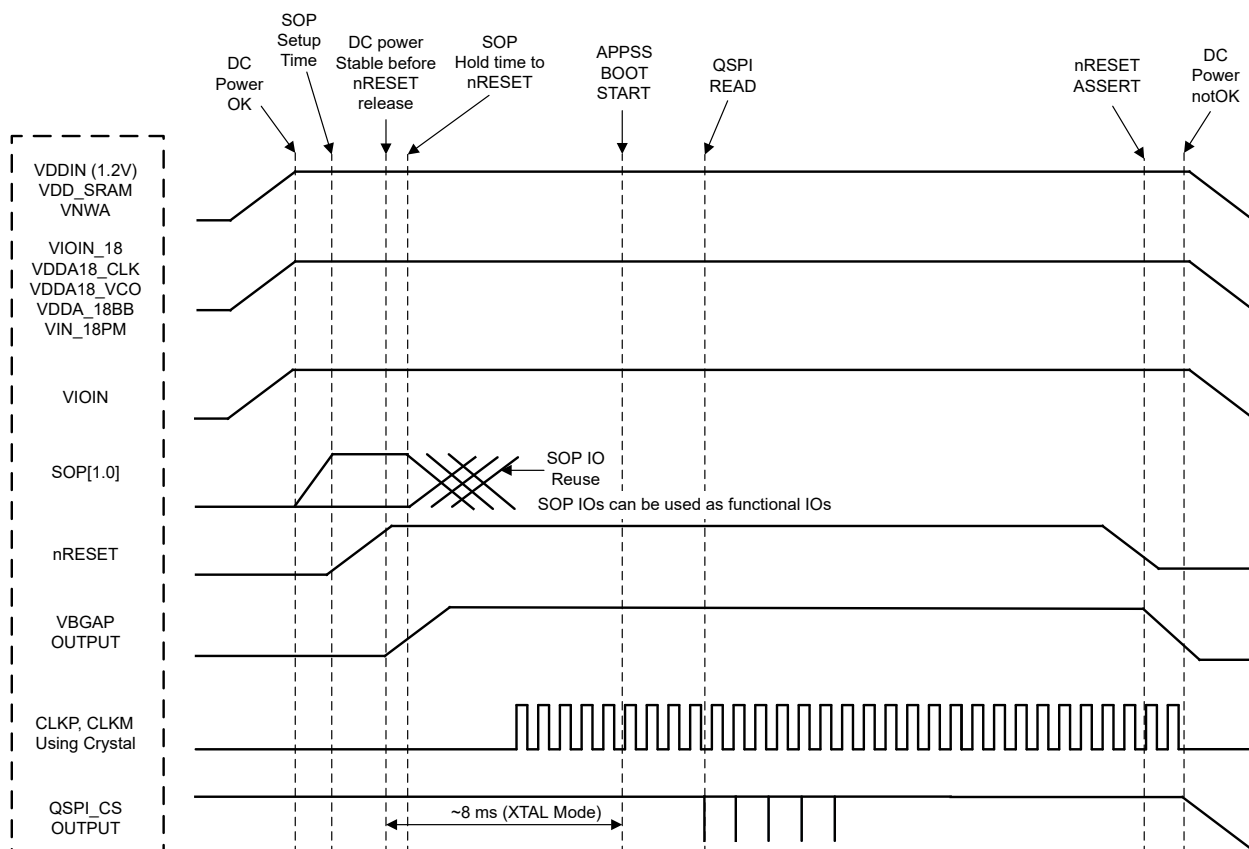 SOP
Setup
Time
DC
Power
OK
DC power
Stable before
nRESET
release
SOP
Hold time to
nRESET
APPSS
BOOT
START
QSPI
READ
nRESET
ASSERT
DC
Power
notOK
VDDIN (1.2V)
VDD_SRAM
VNWA
VIOIN_18
VDDA18_CLK
VDDA18_VCO
VDDA_18BB
VIN_18PM
VIOIN
SOP[1.0]
SOP IO
Reuse
SOP IOs can be used as functional IOs
nRESET
VBGAP
OUTPUT
CLKP, CLKM
Using Crystal
QSPI_CS
OUTPUT
~8 ms (XTAL Mode)